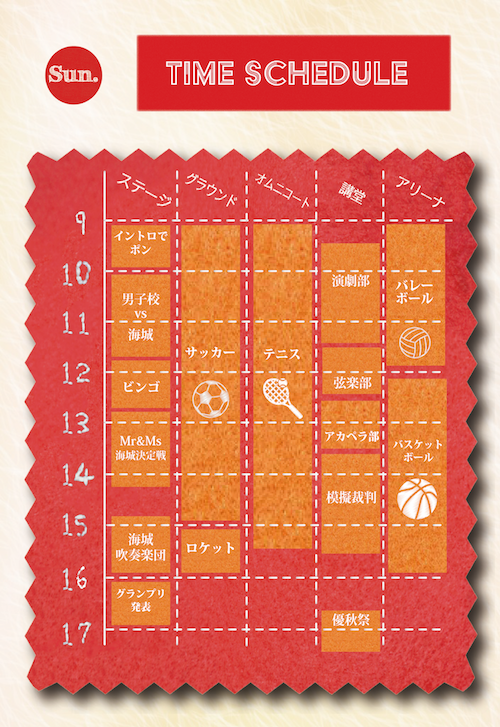 Sun.
TIME SCHEDULE
ステージ
グラウンド
オムニコート
講堂
アリーナ
9
イントロで
ポン
10
男子校
vs
海城
演劇部
バレー
ボール
11
サッカー
テニス
12
ビンゴ
弦楽部
13
Mr&Ms
海城決定戦
アカペラ部
バスケット
ボール
14
模擬裁判
15
海城
吹奏楽団
ロケット
16
グランプリ
発表
優秋祭
17